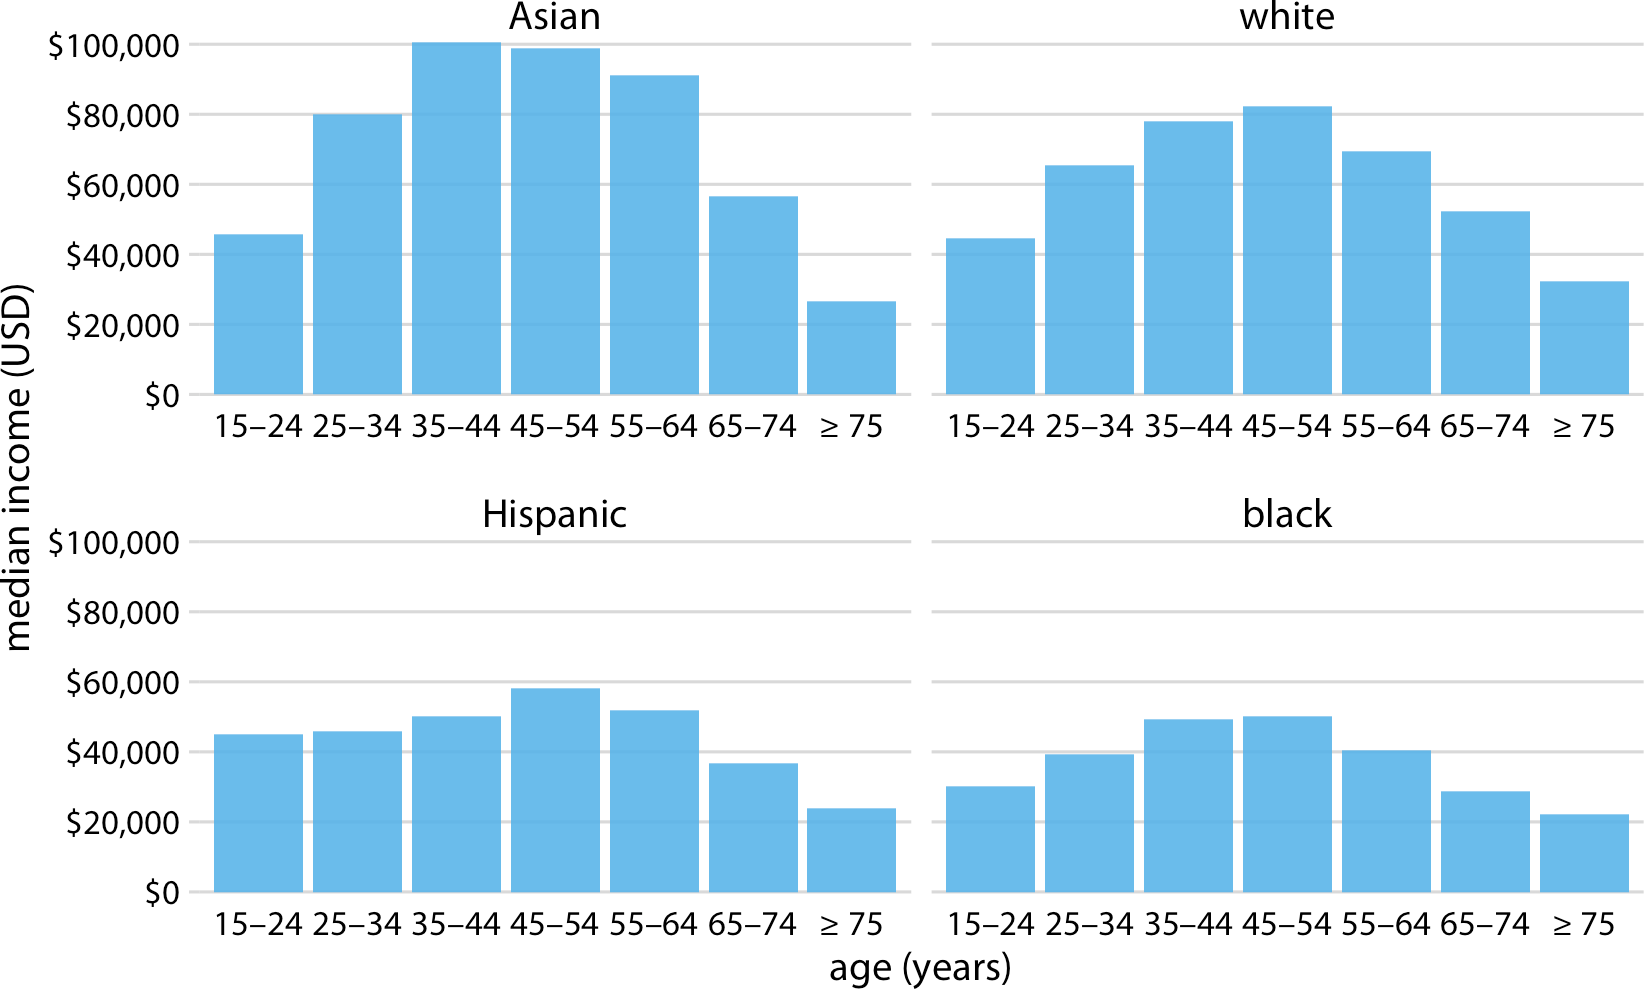 Asian
white
$100,000
$80,000
$60,000
$40,000
$20,000
$0
15–24 25–34 35–44 45–54 55–64 65–74 ≥ 75
15–24 25–34 35–44 45–54 55–64 65–74 ≥ 75
median income (USD)
Hispanic
black
$100,000
$80,000
$60,000
$40,000
$20,000
$0
15–24 25–34 35–44 45–54 55–64 65–74 ≥ 75
15–24 25–34 35–44 45–54 55–64 65–74 ≥ 75
age (years)